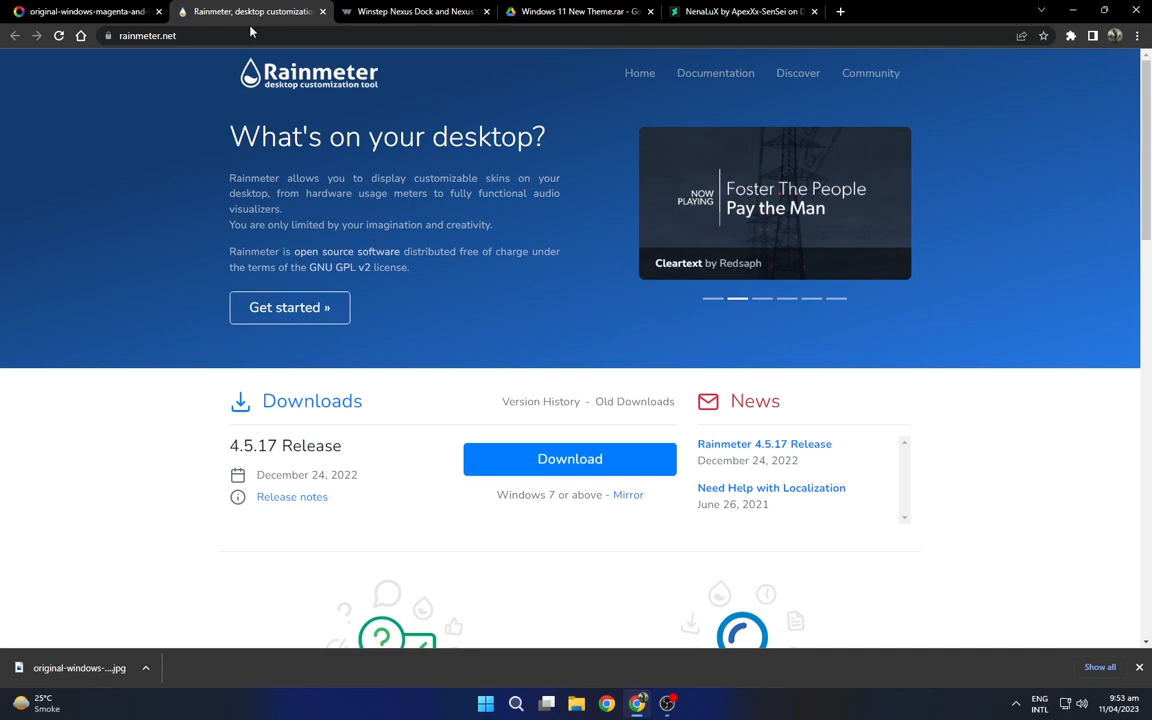 original-windows-magenta-and-
Rainmeter, desktop customizatio
Winstep Nexus Dock and Nexus
Windows 11 New Theme.rar - Go
NenaLuX by ApexXx-SenSei on D
rainmeter.net
Rainmeter
desktop customization tool
Home
Documentation
Discover
Community
What's on your desktop?
Rainmeter allows you to display customizable skins on your
desktop, from hardware usage meters to fully functional audio
visualizers.
You are only limited by your imagination and creativity.
Rainmeter is open source software distributed free of charge under
the terms of the GNU GPL v2 license.
Get started »
NOW
PLAYING
Foster The People
Pay the Man
Cleartext by Redsaph
Downloads
Version History - Old Downloads
4.5.17 Release
December 24, 2022
Release notes
Download
Windows 7 or above - Mirror
News
Rainmeter 4.5.17 Release
December 24, 2022
Need Help with Localization
June 26, 2021
original-windows-....jpg
Show all
25°C
Smoke
ENG
INTL
9:53 am
11/04/2023